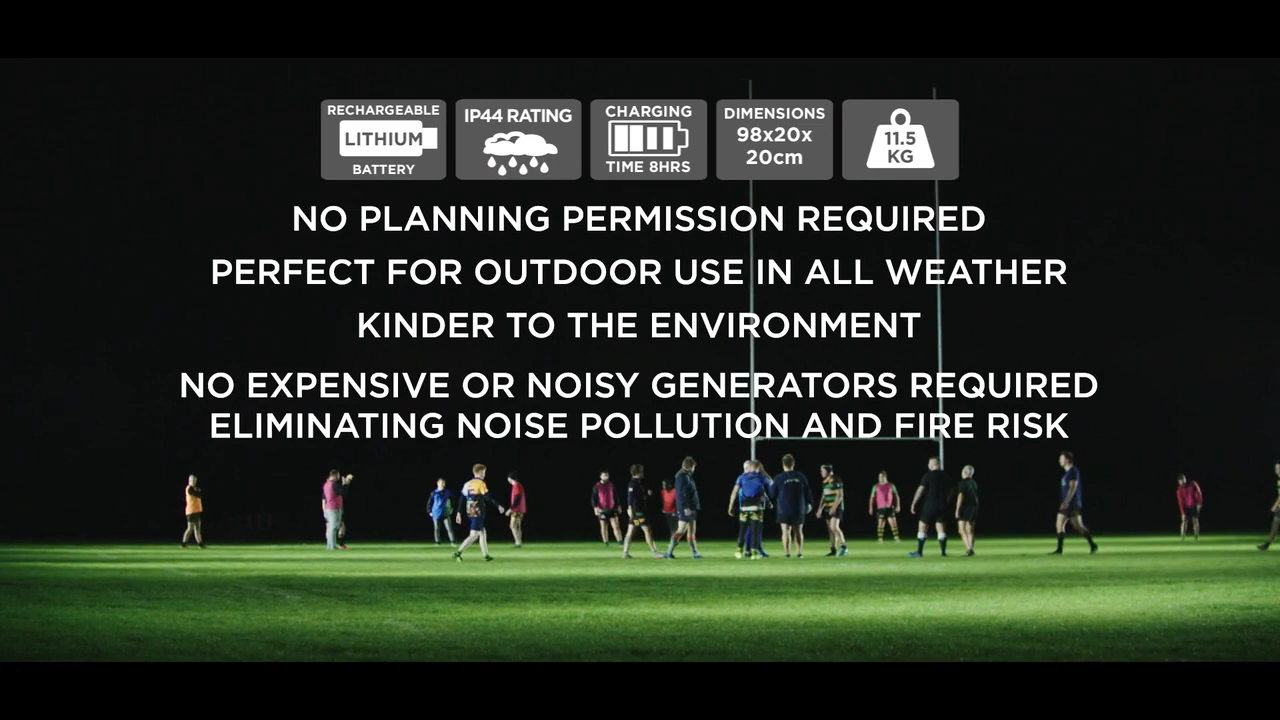 RECHARGEABLE
LITHIUM
BATTERY
IP44 RATING
CHARGING
TIME 8HRS
DIMENSIONS
98x20x
20cm
11.5
KG
NO PLANNING PERMISSION REQUIRED
PERFECT FOR OUTDOOR USE IN ALL WEATHER
KINDER TO THE ENVIRONMENT
NO EXPENSIVE OR NOISY GENERATORS REQUIRED
ELIMINATING NOISE POLLUTION AND FIRE RISK